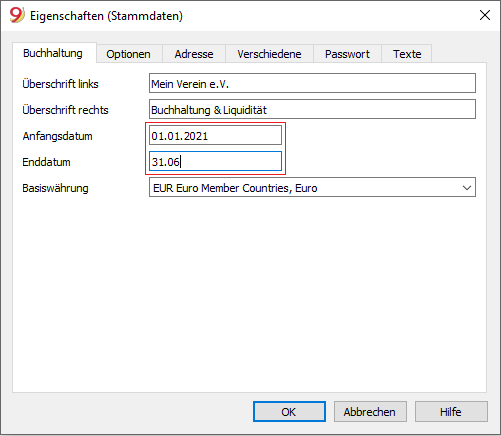 Eigenschaften (Stammdaten)
Buchhaltung Optionen Adresse Verschiedene Passwort Texte
Überschrift links Mein Verein e.V.
Überschrift rechts Buchhaltung & Liquidität
Anfangsdatum 01.01.2021
Enddatum 31.06
Basiswährung EUR Euro Member Countries, Euro
OK Abbrechen Hilfe